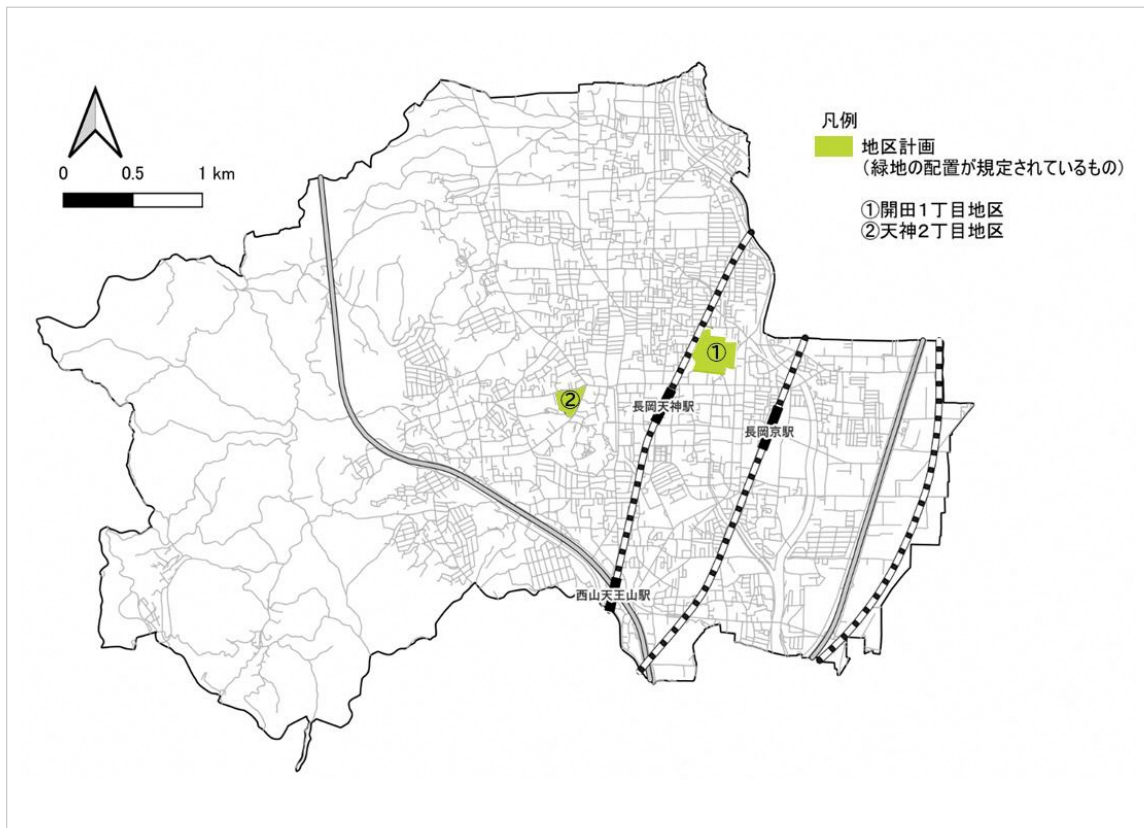 凡例
地区計画
（緑地の配置が規定されているもの）
①開田１丁目地区
②天神２丁目地区
0 0.5 1 km
①
②
長岡天神駅
長岡京駅
西山天王山駅